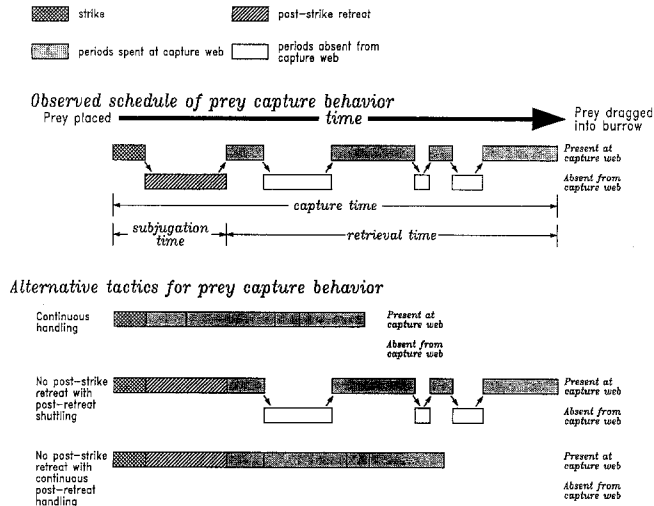 strike
post-strike retreat
periods spent at capture web
periods absent from
capture web
Observed schedule of prey capture behavior
Prey placed
time
Prey dragged
into burrow
Present at
capture web
Absent from
capture web
capture time
subjugation
time
retrieval time
Alternative tactics for prey capture behavior
Continuous
handling
Present at
capture web
Absent from
capture web
No post-strike
retreat with
post-retreat
shuttling
Present at
capture web
Absent from
capture web
No post-strike
retreat with
continuous
post-retreat
handling
Present at
capture web
Absent from
capture web